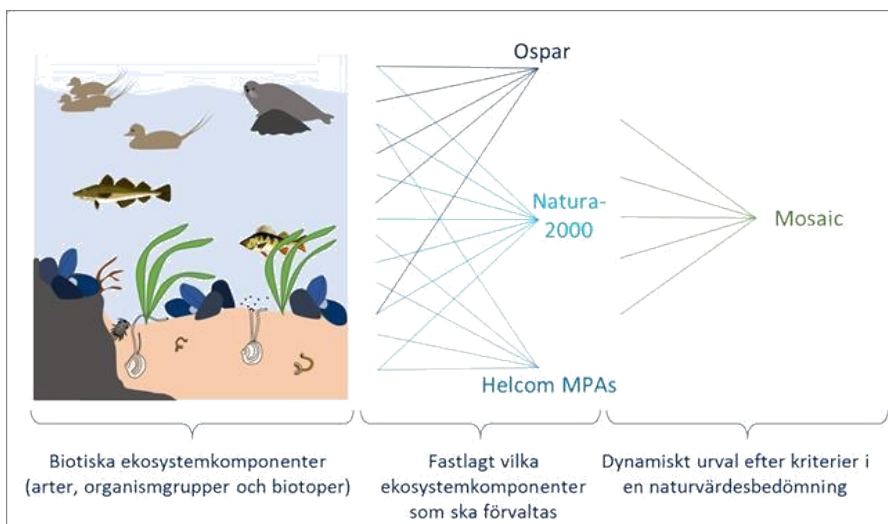 Ospar
Natura-
2000
Mosaic
Helcom MPAs
Biotiska ekosystemkomponenter
(arter, organismgrupper och biotoper)
Fastlagt vilka
ekosystemkomponenter
som ska förvaltas
Dynamiskt urval efter kriterier i
en naturvärdesbedömning